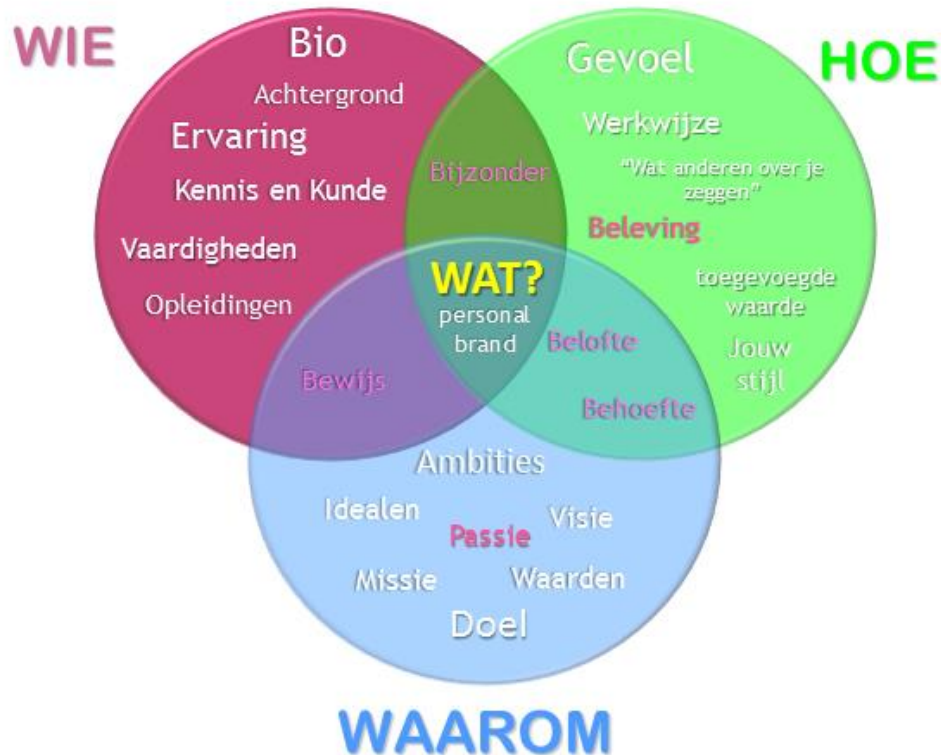 WIE
Bio
Achtergrond
Ervaring
Kennis en Kunde
Vaardigheden
Opleidingen
Bijzonder
HOE
Gevoel
Werkwijze
"Wat anderen over je
zeggen"
Beleving
toegevoegde
waarde
Jouw
stijl
WAT?
personal
brand
Belofte
Behoefte
Bewijs
Ambities
Idealen
Visie
Passie
Missie
Waarden
Doel
WAAROM